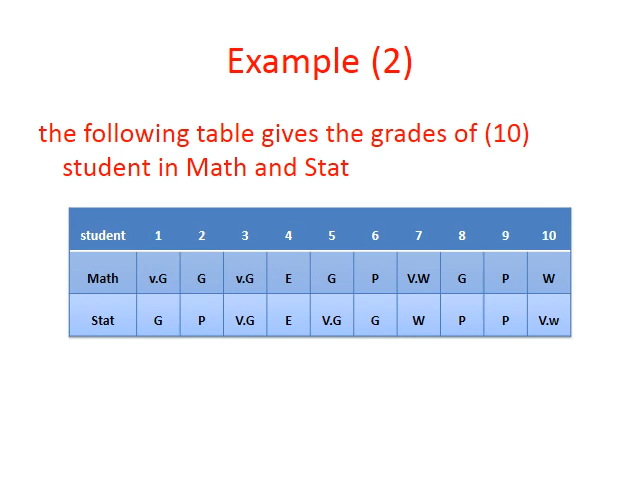 Example (2)
the following table gives the grades of (10)
student in Math and Stat
student 1 2 3 4 5 6 7 8 9 10
Math v.G G v.G E G P V.W G P W
Stat G P V.G E V.G G W P P V.w